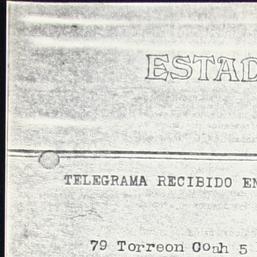 ESTAD
TELEGRAMA RECIBIDO EN
79 Torreon Coah 5